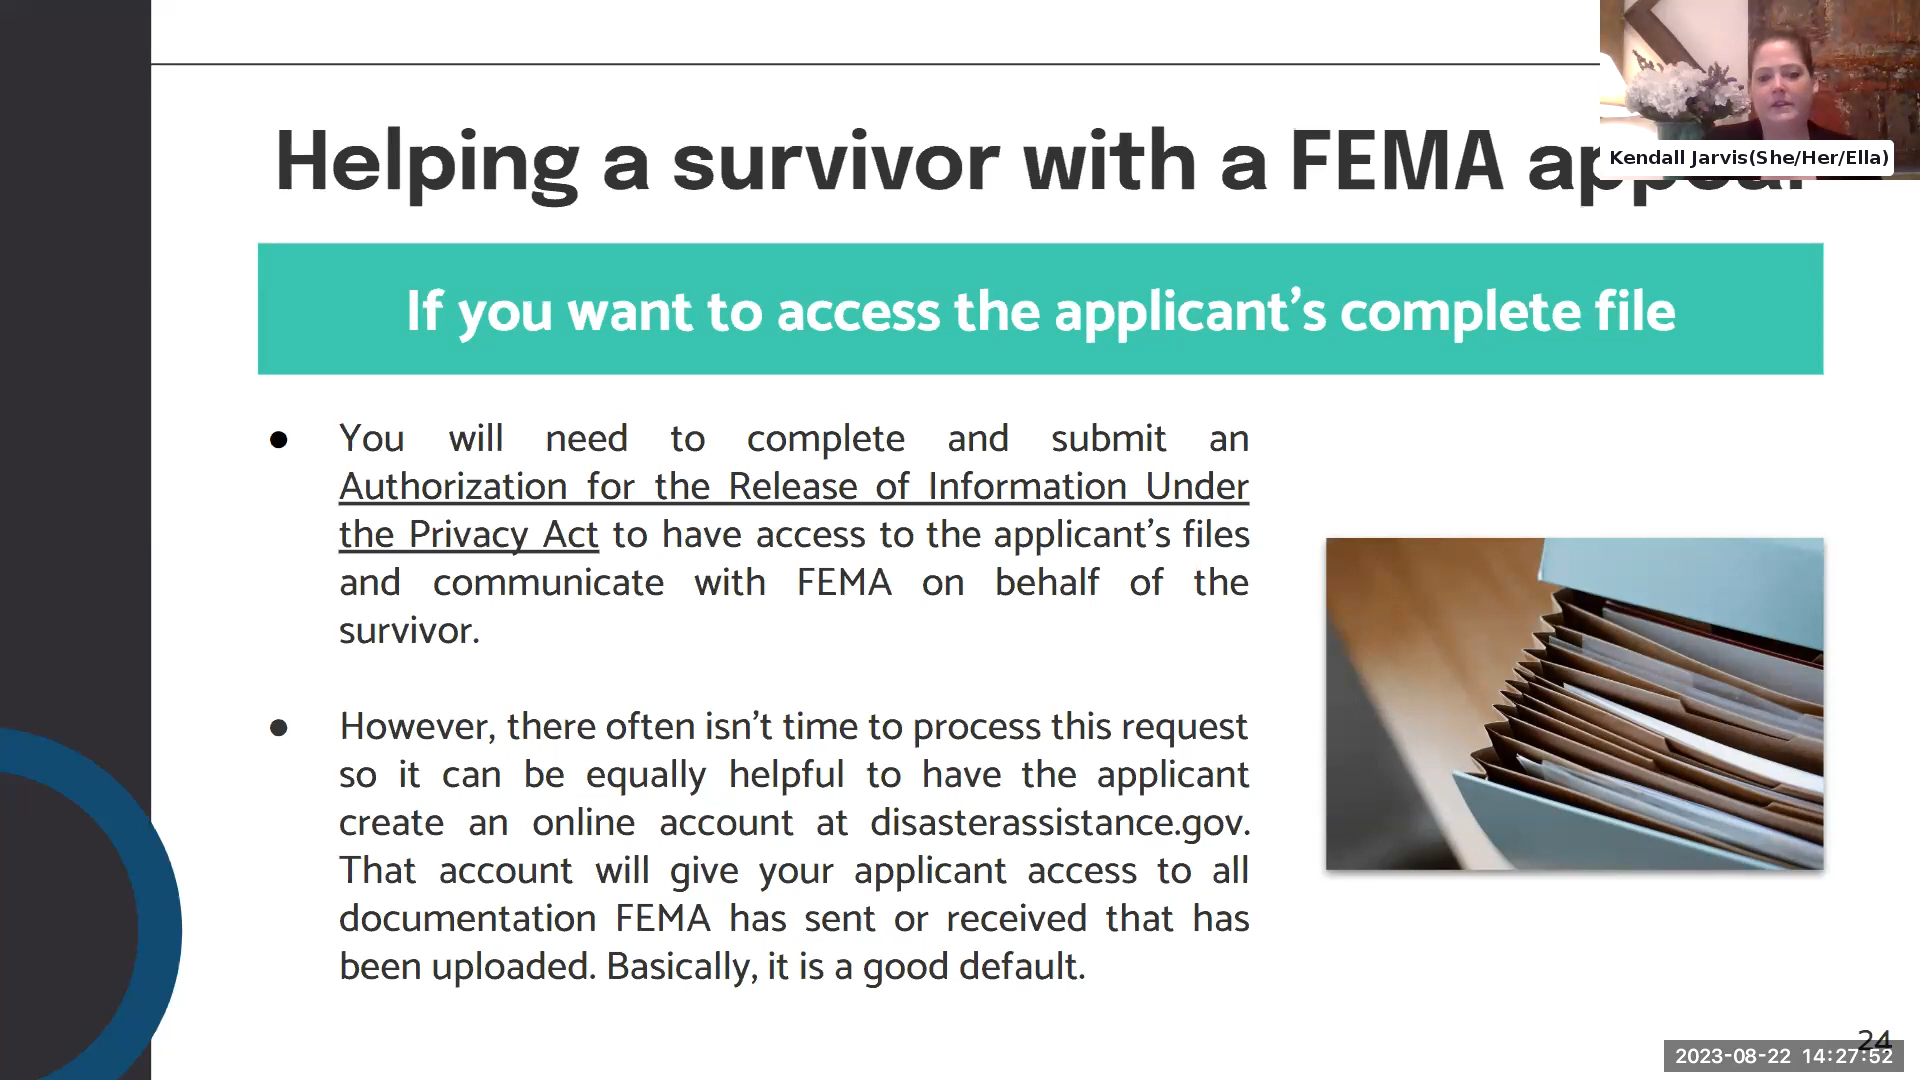 Helping a survivor with a FEMA appeal
Kendall Jarvis(She/Her/Ella)
If you want to access the applicant’s complete file
● You will need to complete and submit an
Authorization for the Release of Information Under
the Privacy Act to have access to the applicant’s files
and communicate with FEMA on behalf of the
survivor.
● However, there often isn’t time to process this request
so it can be equally helpful to have the applicant
create an online account at disasterassistance.gov.
That account will give your applicant access to all
documentation FEMA has sent or received that has
been uploaded. Basically, it is a good default.
24
2023-08-22 14:27:52